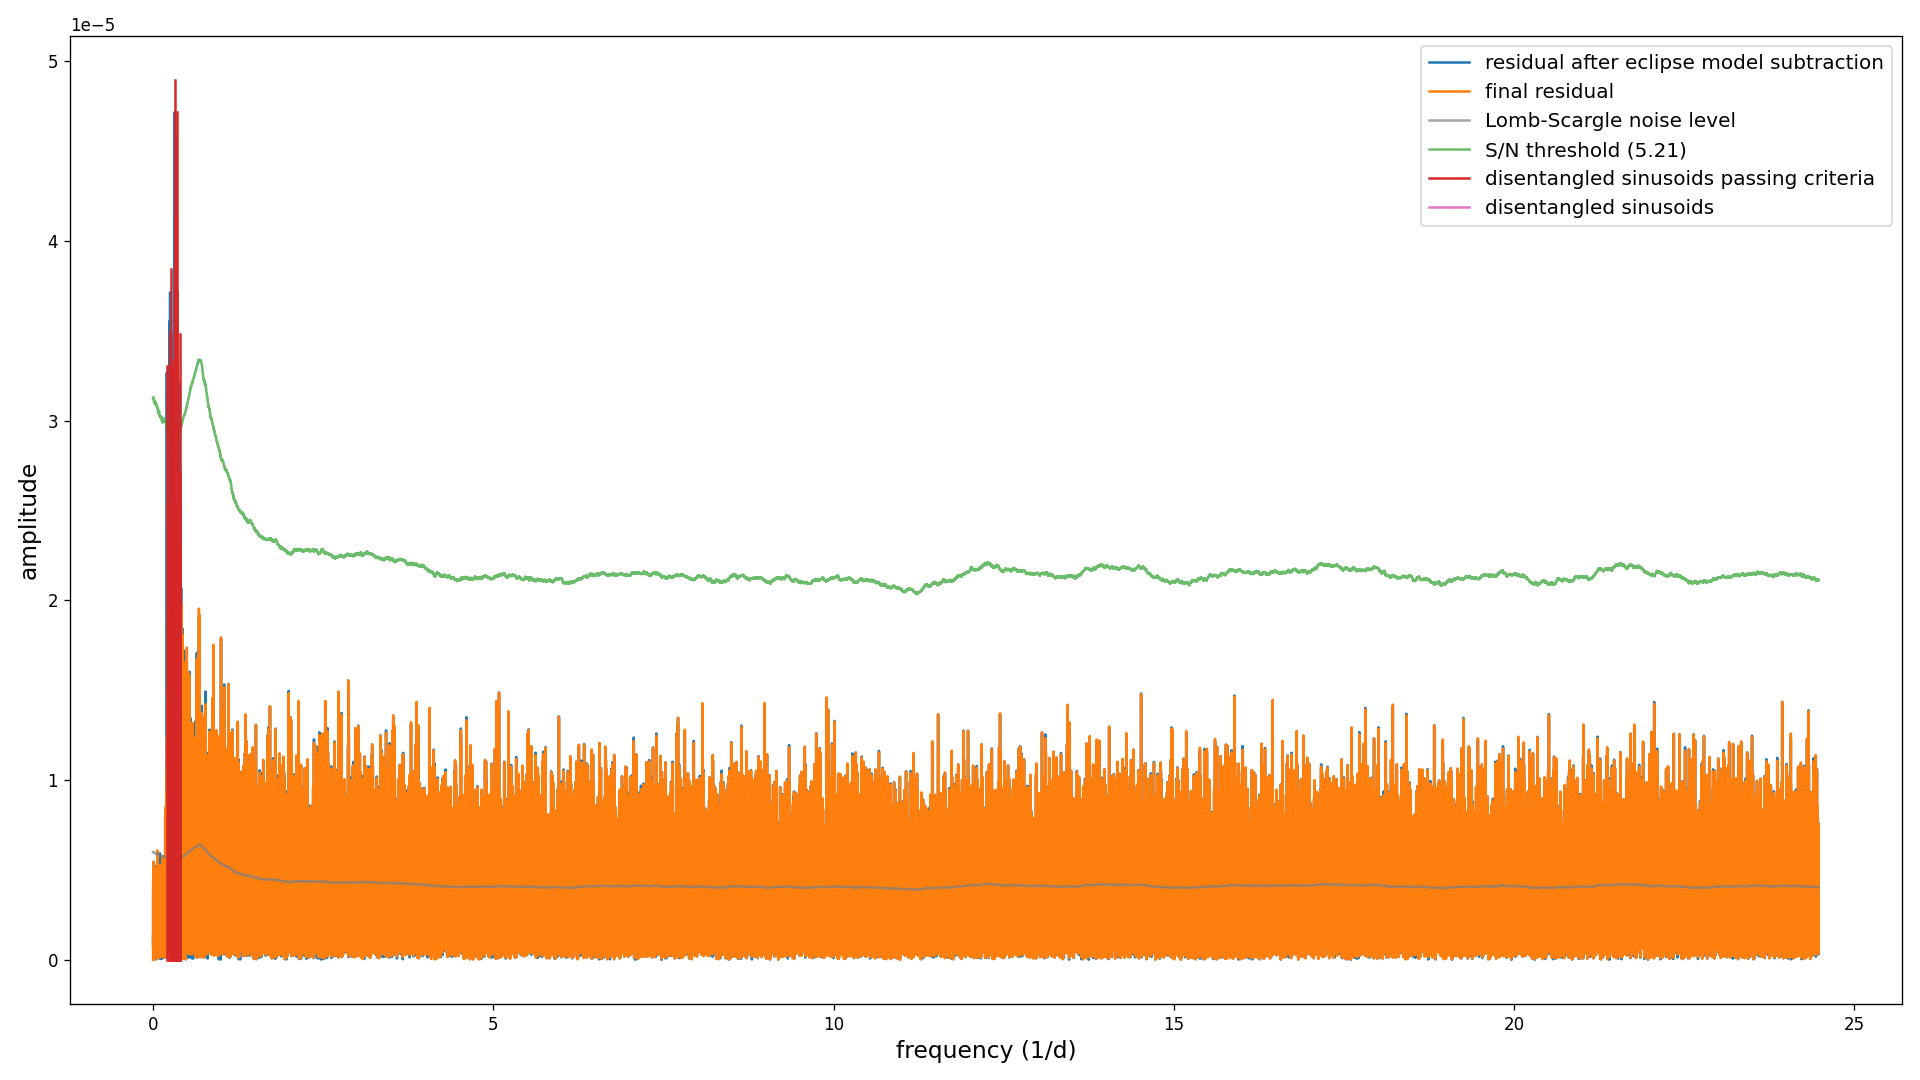 1e−5
5
4
3
2
1
0
amplitude
residual after eclipse model subtraction
final residual
Lomb-Scargle noise level
S/N threshold (5.21)
disentangled sinusoids passing criteria
disentangled sinusoids
0 5 10 15 20 25
frequency (1/d)